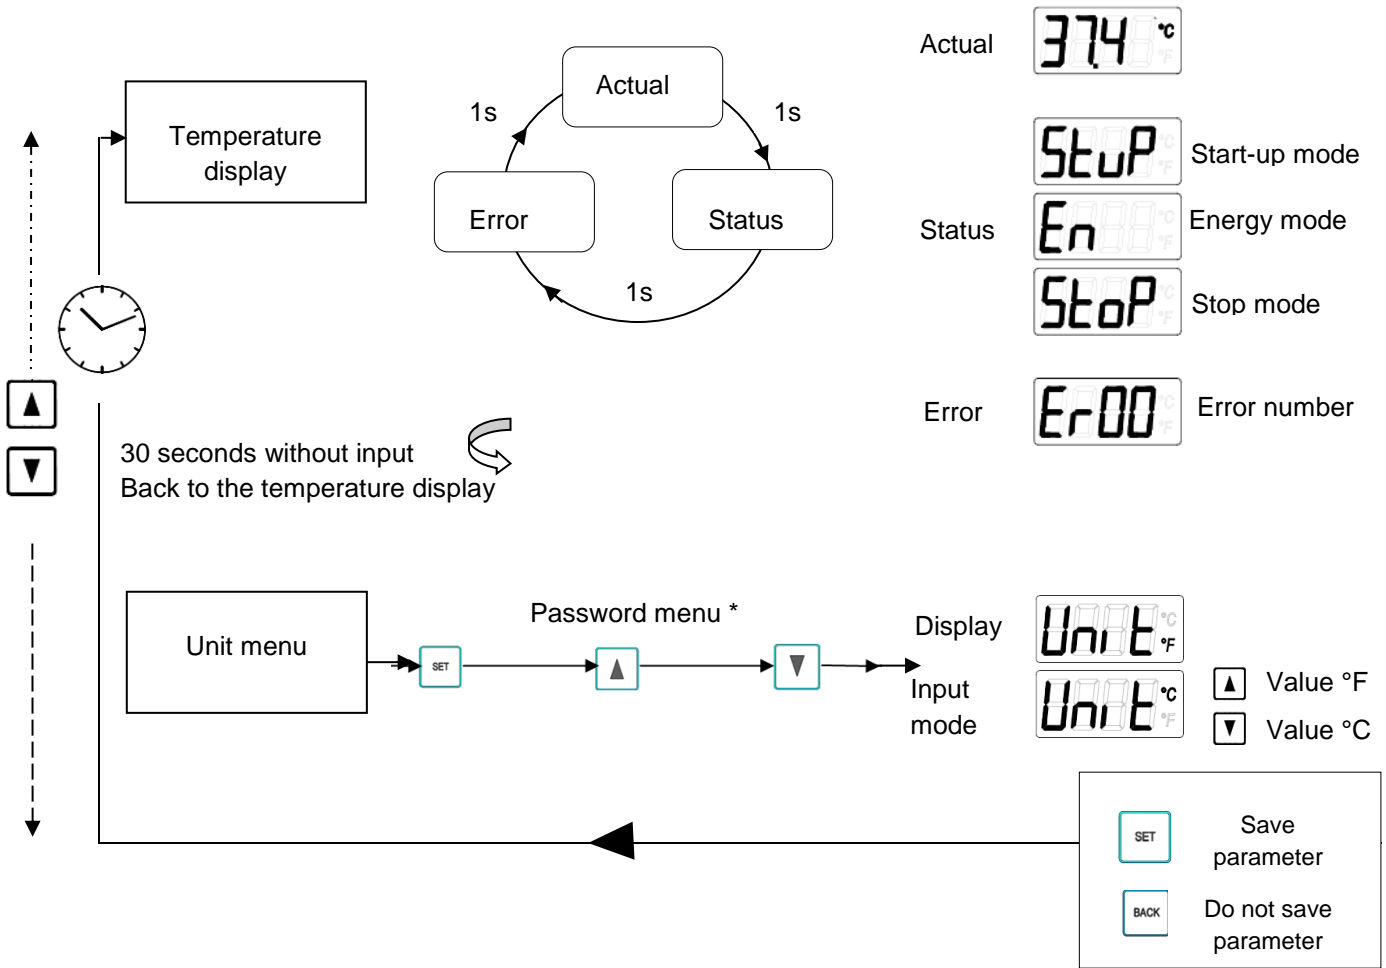 Actual
37.4 °C
°F
Temperature
display
Actual
1s
1s
Error
Status
1s
Status
StuP °C
°F
Start-up mode
En °C
°F
Energy mode
StoP °C
°F
Stop mode
Error
Er00 °C
°F
Error number
30 seconds without input
Back to the temperature display
Unit menu
SET
Password menu *
Display
Unit °C
°F
Input
mode
Unit °C
°F
Value °F
Value °C
SET
Save
parameter
BACK
Do not save
parameter